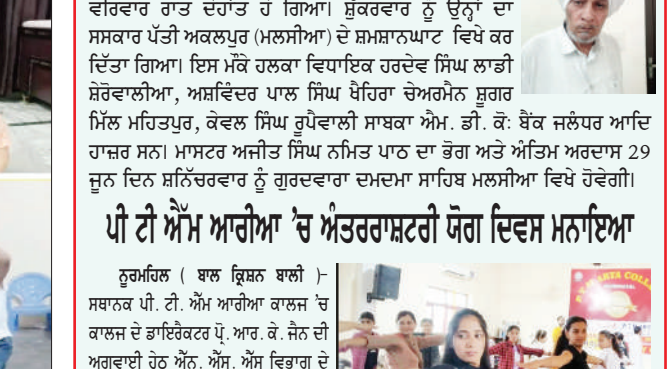 ਵੀਰਵਾਰ ਰਾਤ ਦੇਹਾਂਤ ਹੋ ਗਿਆ। ਸ਼ੁੱਕਰਵਾਰ ਨੂੰ ਉਨ੍ਹਾਂ ਦਾ
ਸਸਕਾਰ ਪੱਤੀ ਅਕਲਪੁਰ (ਮਲਸੀਆ) ਦੇ ਸ਼ਮਸ਼ਾਨਘਾਟ ਵਿਖੇ ਕਰ
ਦਿੱਤਾ ਗਿਆ। ਇਸ ਮੌਕੇ ਹਲਕਾ ਵਿਧਾਇਕ ਹਰਦੇਵ ਸਿੰਘ ਲਾਡੀ
ਸ਼ੇਰੋਵਾਲੀਆ, ਅਸ਼ਵਿੰਦਰ ਪਾਲ ਸਿੰਘ ਖੈਹਿਰਾ ਚੇਅਰਮੈਨ ਸ਼ੂਗਰ
ਮਿੱਲ ਮਹਿਤਪੁਰ, ਕੇਵਲ ਸਿੰਘ ਰੂਪੈਵਾਲੀ ਸਾਬਕਾ ਐਮ. ਡੀ. ਕੋ: ਬੈਂਕ ਜਲੰਧਰ ਆਦਿ
ਹਾਜ਼ਰ ਸਨ। ਮਾਸਟਰ ਅਜੀਤ ਸਿੰਘ ਨਮਿਤ ਪਾਠ ਦਾ ਭੋਗ ਅਤੇ ਅੰਤਿਮ ਅਰਦਾਸ 29
ਜੂਨ ਦਿਨ ਸ਼ਨਿੱਚਰਵਾਰ ਨੂੰ ਗੁਰਦਵਾਰਾ ਦਮਦਮਾ ਸਾਹਿਬ ਮਲਸੀਆ ਵਿਖੇ ਹੋਵੇਗੀ।
ਪੀ ਟੀ ਐੱਮ ਆਰੀਆ ’ਚ ਅੰਤਰਰਾਸ਼ਟਰੀ ਯੋਗ ਦਿਵਸ ਮਨਾਇਆ
ਨੂਰਮਹਿਲ ( ਬਾਲ ਕ੍ਰਿਸ਼ਨ ਬਾਲੀ )-
ਸਥਾਨਕ ਪੀ. ਟੀ. ਐੱਮ ਆਰੀਆ ਕਾਲਜ ’ਚ
ਕਾਲਜ ਦੇ ਡਾਇਰੈਕਟਰ ਪ੍ਰੋ. ਆਰ. ਕੇ. ਜੈਨ ਦੀ
ਅਗਵਾਈ ਹੇਠ ਐੱਨ. ਐੱਸ. ਐੱਸ ਵਿਭਾਗ ਦੇ
ARYA COLL